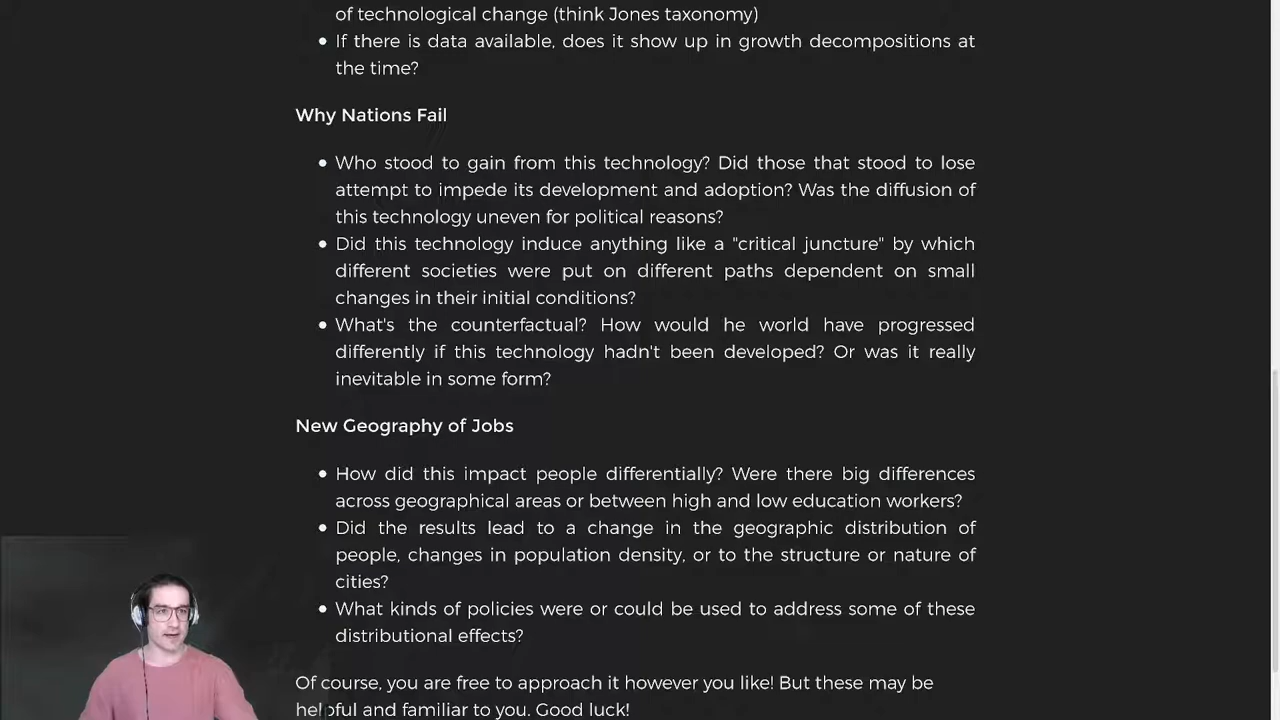 of technological change (think Jones taxonomy)
• If there is data available, does it show up in growth decompositions at
the time?
Why Nations Fail
• Who stood to gain from this technology? Did those that stood to lose
attempt to impede its development and adoption? Was the diffusion of
this technology uneven for political reasons?
• Did this technology induce anything like a "critical juncture" by which
different societies were put on different paths dependent on small
changes in their initial conditions?
• What's the counterfactual? How would he world have progressed
differently if this technology hadn't been developed? Or was it really
inevitable in some form?
New Geography of Jobs
• How did this impact people differentially? Were there big differences
across geographical areas or between high and low education workers?
• Did the results lead to a change in the geographic distribution of
people, changes in population density, or to the structure or nature of
cities?
• What kinds of policies were or could be used to address some of these
distributional effects?
Of course, you are free to approach it however you like! But these may be
helpful and familiar to you. Good luck!